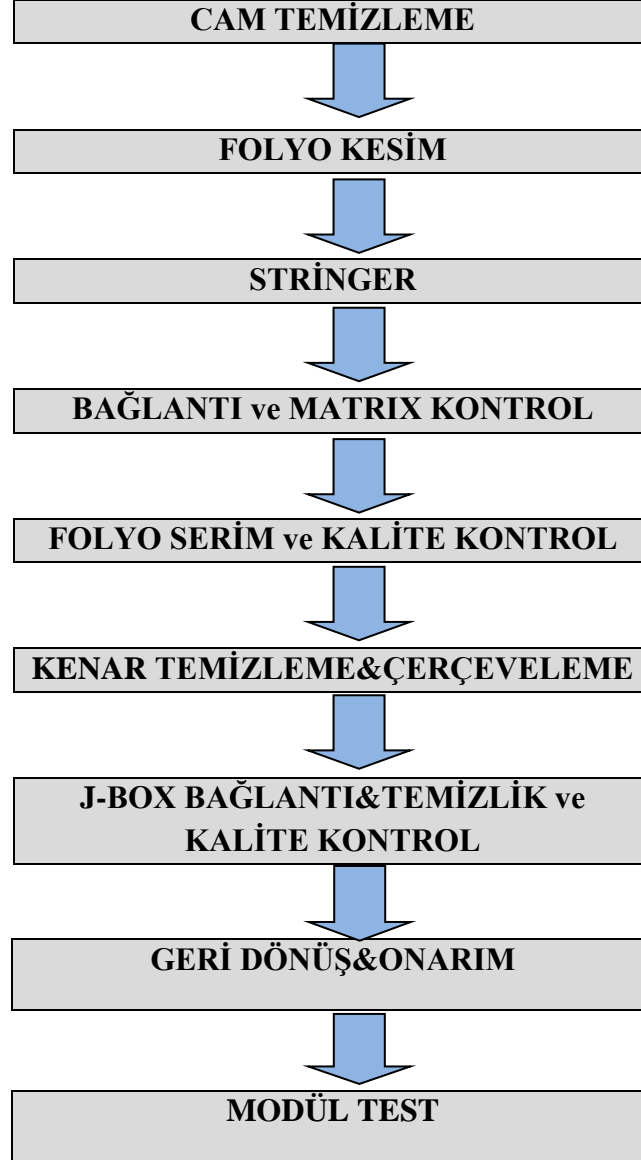 CAM TEMİZLEME
FOLYO KESİM
STRİNGER
BAĞLANTI ve MATRIX KONTROL
FOLYO SERİM ve KALİTE KONTROL
KENAR TEMİZLEME&ÇERÇEVELEME
J-BOX BAĞLANTI&TEMİZLİK ve
KALİTE KONTROL
GERİ DÖNÜŞ&ONARIM
MODÜL TEST